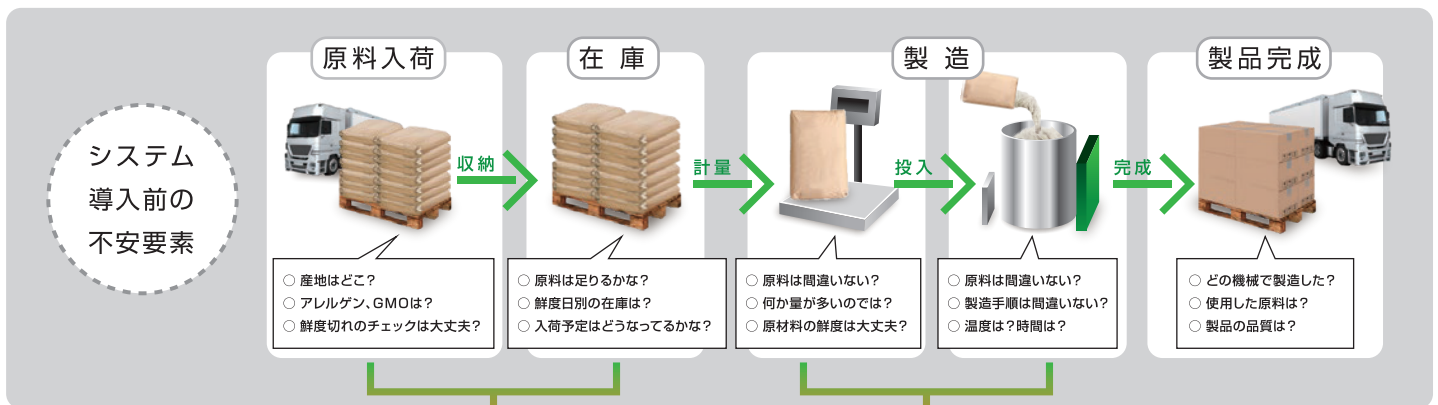 システム
導入前の
不安要素
原料入荷
○ 産地はどこ？
○ アレルゲン、GMOは？
○ 鮮度切れのチェックは大丈夫？
収納
在 庫
○ 原料は足りるかな？
○ 鮮度日別の在庫は？
○ 入荷予定はどうなってるかな？
計量
製 造
○ 原料は間違いない？
○ 何か量が多いのでは？
○ 原材料の鮮度は大丈夫？
投入
○ 原料は間違いない？
○ 製造手順は間違いない？
○ 温度は？時間は？
完成
製品完成
○ どの機械で製造した？
○ 使用した原料は？
○ 製品の品質は？